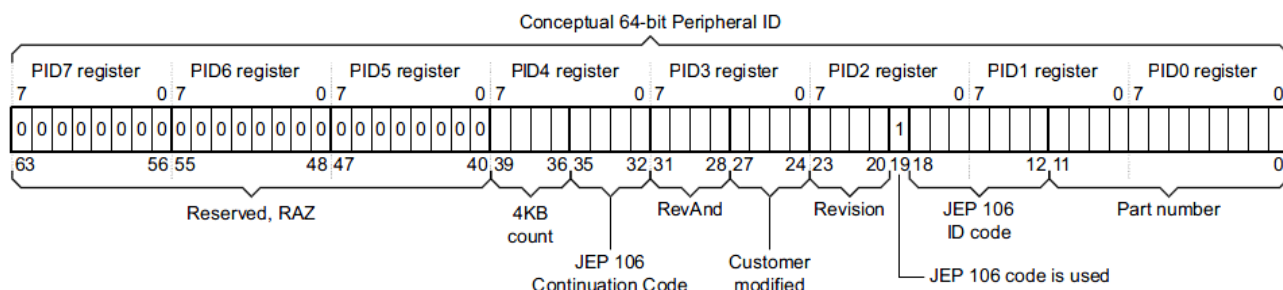 Conceptual 64-bit Peripheral ID
PID7 register PID6 register PID5 register PID4 register PID3 register PID2 register PID1 register PID0 register
7 0 7 0 7 0 7 0 7 0 7 0 7 0 7 0
0 0 0 0 0 0 0 0 0 0 0 0 0 0 0 0 0 0 0 0 0 0 0 0 1
63 56 55 48 47 40 39 36 35 32 31 28 27 24 23 20 19 18 12 11 0
Reserved, RAZ 4KB RevAnd Revision JEP 106 Part number
count ID code
JEP 106 Customer JEP 106 code is used
Continuation Code modified